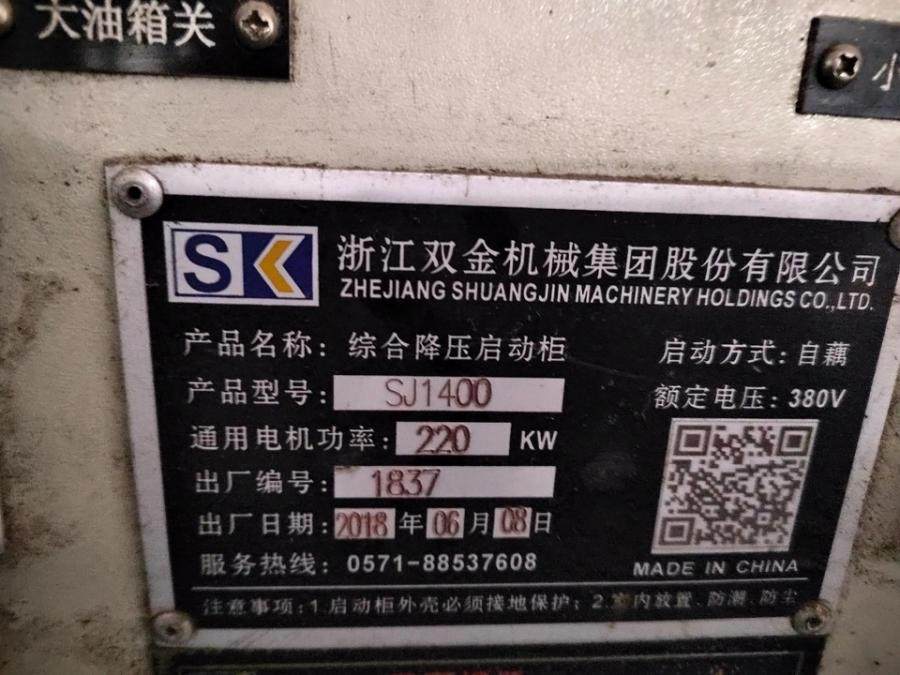 大油箱关
小
SK
浙江双金机械集团股份有限公司
ZHEJIANG SHUANGJIN MACHINERY HOLDINGS CO.,LTD.
产品名称：综合降压启动柜
启动方式：自藕
产品型号：SJ1400
额定电压：380V
通用电机功率：220 KW
出厂编号：1837
出厂日期：2018年06月08日
服务热线：0571-88537608
MADE IN CHINA
注意事项：1.启动柜外壳必须接地保护；2.室内放置、防潮、防尘